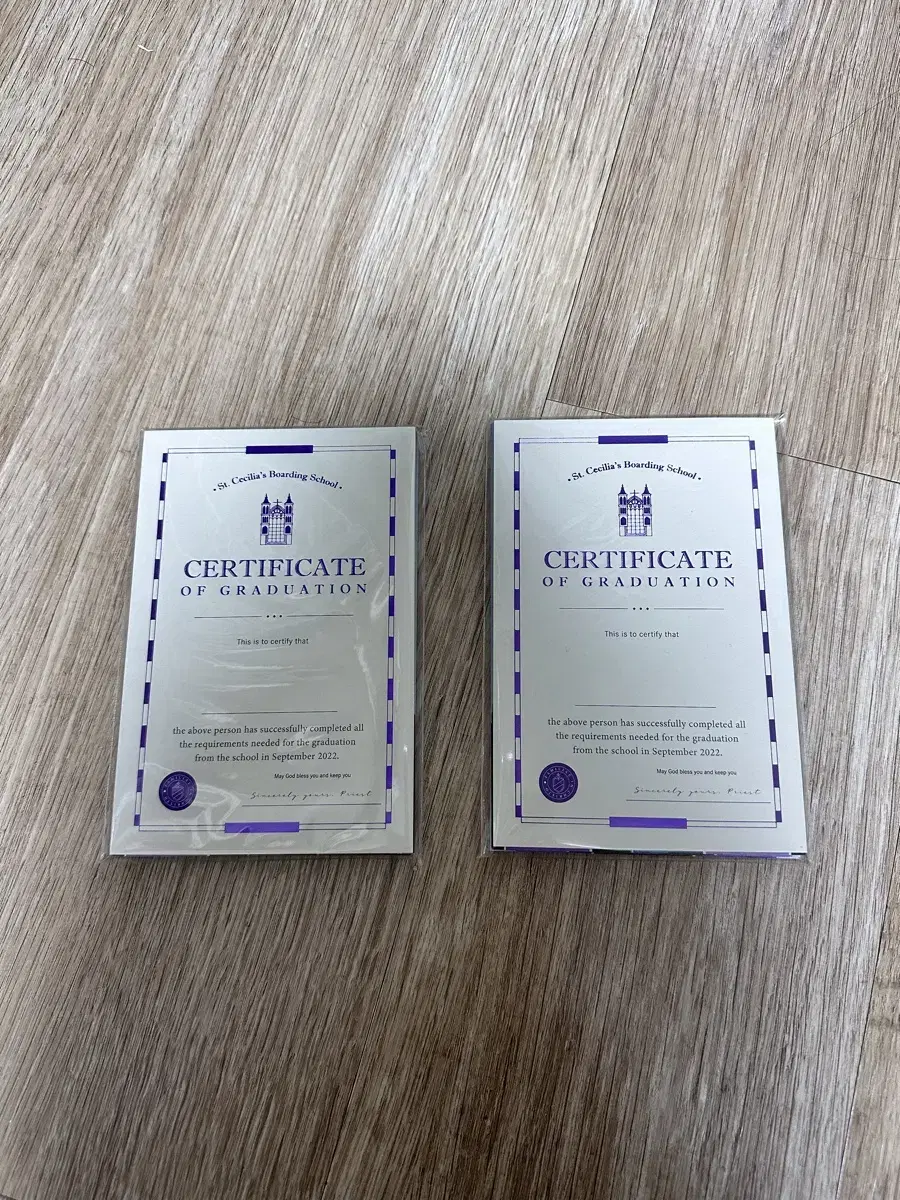 • St. Cecilia's Boarding School •
CERTIFICATE
OF GRADUATION
This is to certify that
the above person has successfully completed all
the requirements needed for the graduation
from the school in September 2022.
May God bless you and keep you
Sincerely yours, Priest
• St. Cecilia's Boarding School •
CERTIFICATE
OF GRADUATION
This is to certify that
the above person has successfully completed all
the requirements needed for the graduation
from the school in September 2022.
May God bless you and keep you
Sincerely yours, Priest